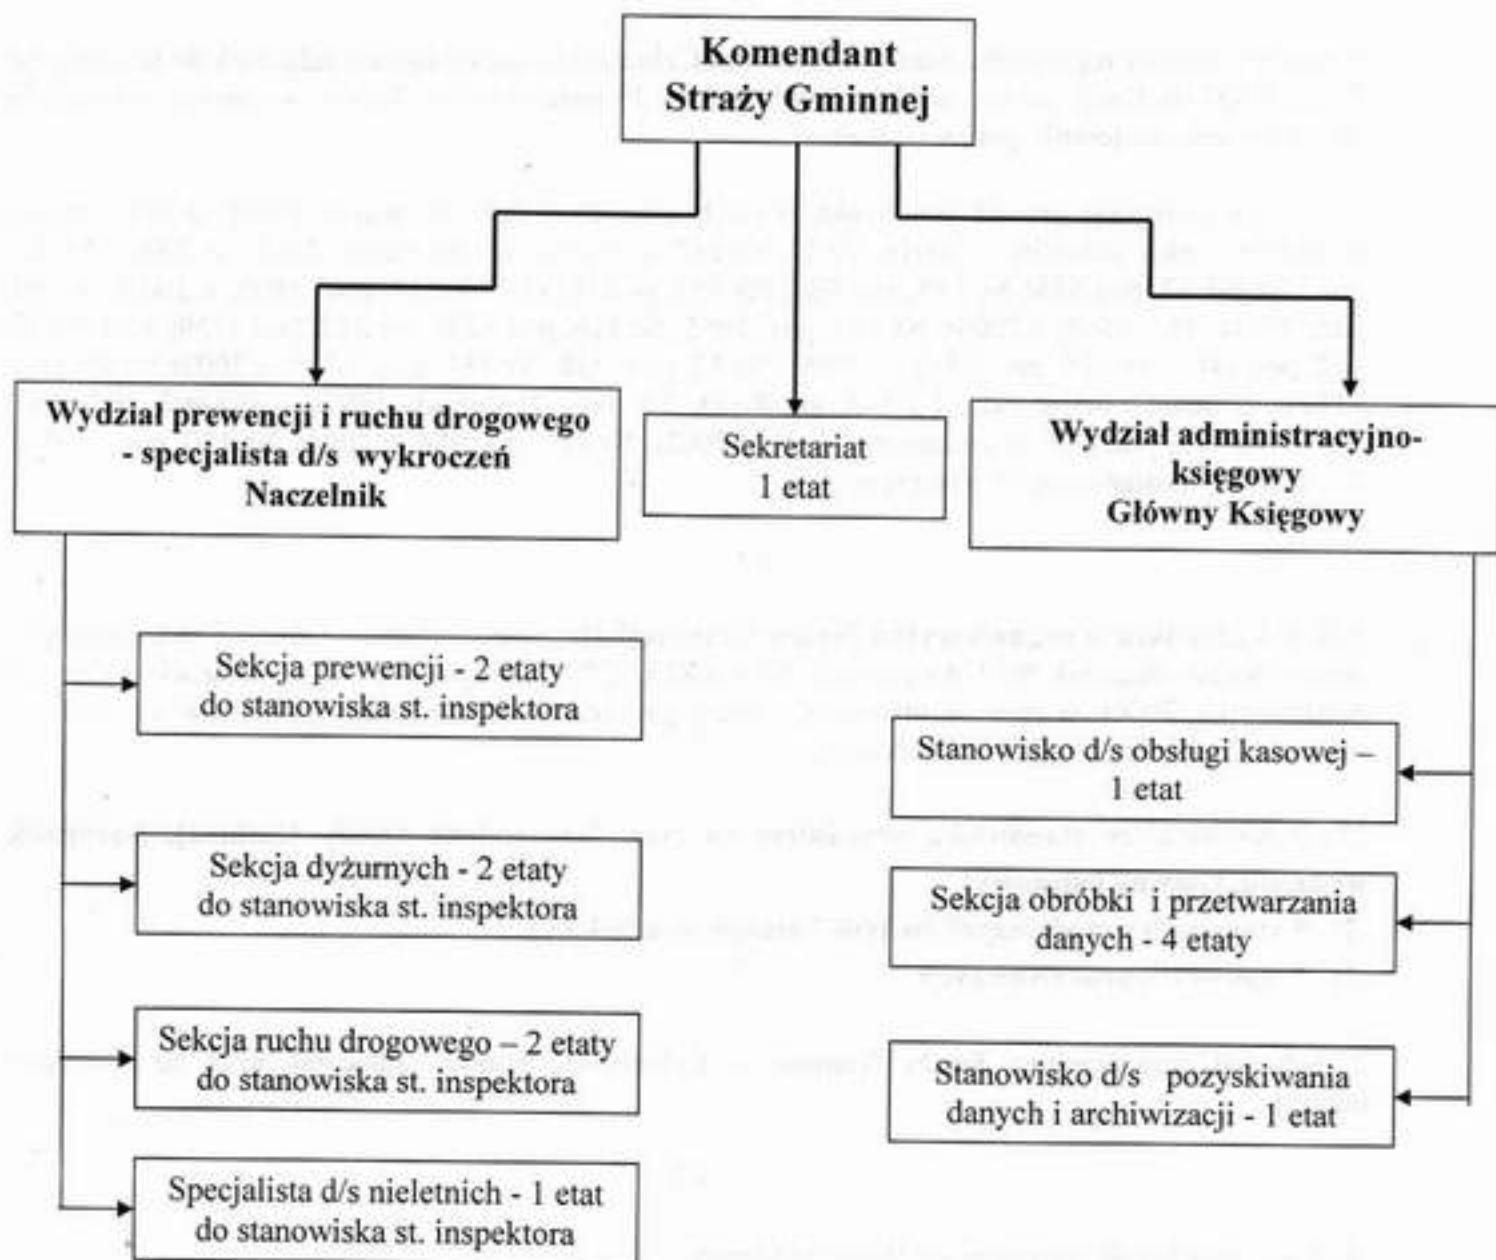 Komendant
Straży Gminnej
Wydział prewencji i ruchu drogowego
- specjalista d/s wykroczeń
Naczelnik
Sekretariat
1 etat
Wydział administracyjno-
księgowy
Główny Księgowy
Sekcja prewencji - 2 etaty
do stanowiska st. inspektora
Sekcja dyżurnych - 2 etaty
do stanowiska st. inspektora
Sekcja ruchu drogowego – 2 etaty
do stanowiska st. inspektora
Specjalista d/s nieletnich - 1 etat
do stanowiska st. inspektora
Stanowisko d/s obsługi kasowej –
1 etat
Sekcja obróbki i przetwarzania
danych - 4 etaty
Stanowisko d/s pozyskiwania
danych i archiwizacji - 1 etat